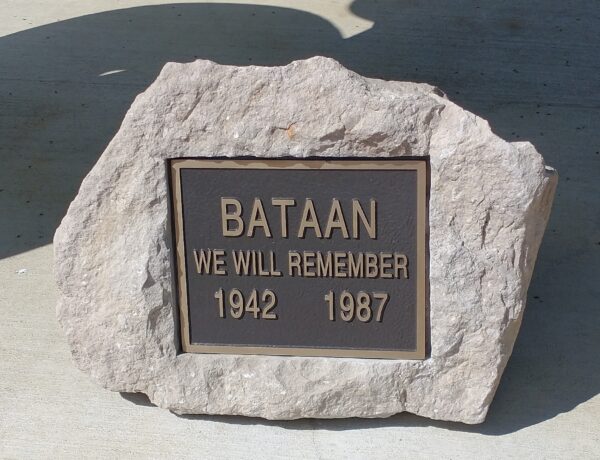 BATAAN
WE WILL REMEMBER
1942 1987